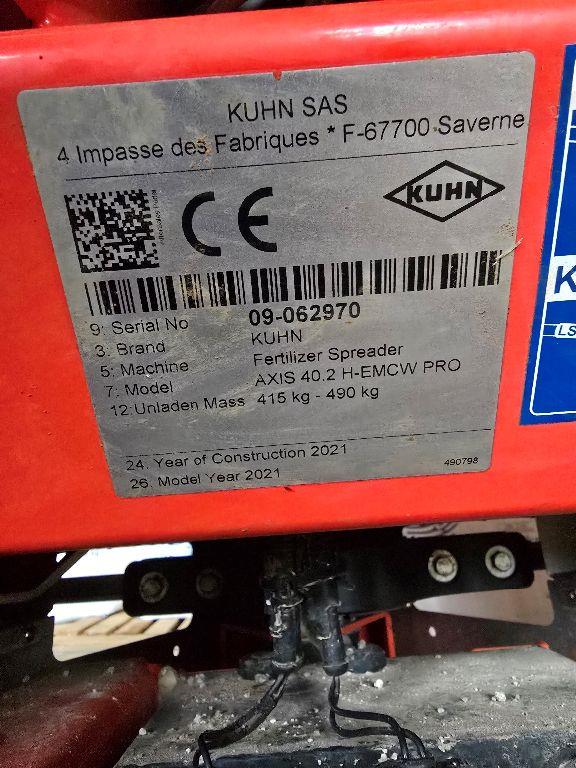 KUHN SAS
4 Impasse des Fabriques * F-67700 Saverne
CE
KUHN
9: Serial No 09-062970
3: Brand KUHN
5: Machine Fertilizer Spreader
7: Model AXIS 40.2 H-EMCW PRO
12: Unladen Mass 415 kg - 490 kg
24. Year of Construction 2021
26. Model Year 2021
490798
K
LS